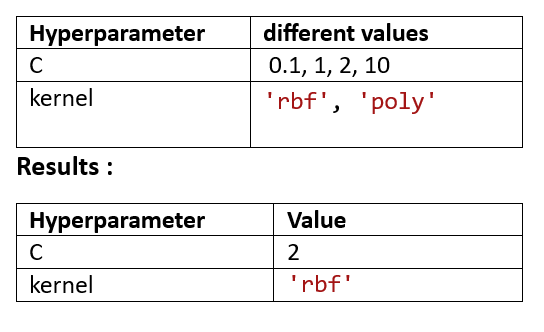 Hyperparameter different values
C 0.1, 1, 2, 10
kernel 'rbf', 'poly'
Results :
Hyperparameter Value
C 2
kernel 'rbf'